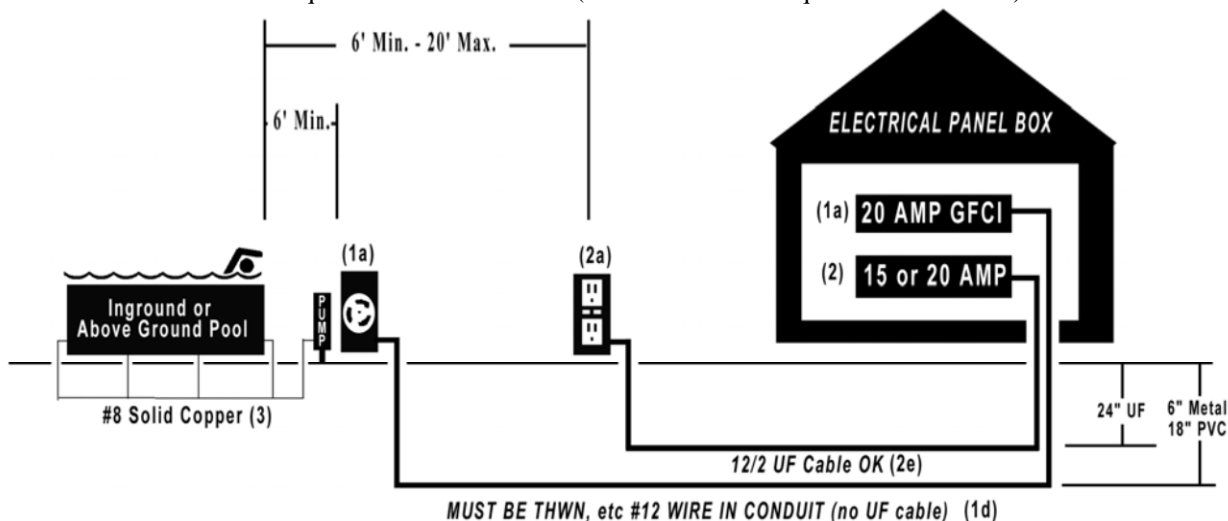 6' Min. - 20' Max.
6' Min.
ELECTRICAL PANEL BOX
(1a) 20 AMP GFCI
(2) 15 or 20 AMP
(1a)
(2a)
PUMP
Inground or
Above Ground Pool
#8 Solid Copper (3)
24" UF
6" Metal
18" PVC
12/2 UF Cable OK (2e)
MUST BE THWN, etc #12 WIRE IN CONDUIT (no UF cable) (1d)